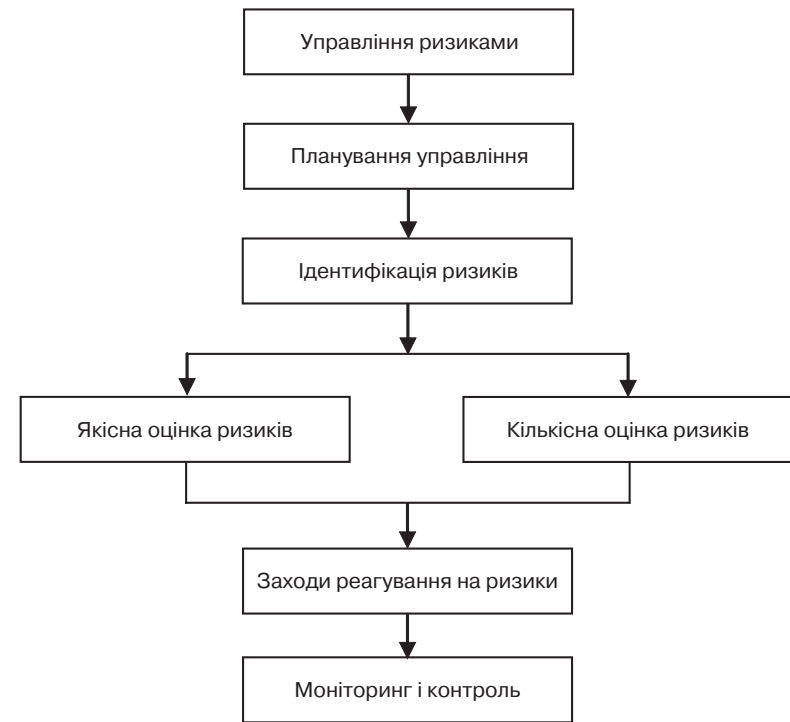 Управління ризиками
Планування управління
Ідентифікація ризиків
Якісна оцінка ризиків
Кількісна оцінка ризиків
Заходи реагування на ризики
Моніторинг і контроль